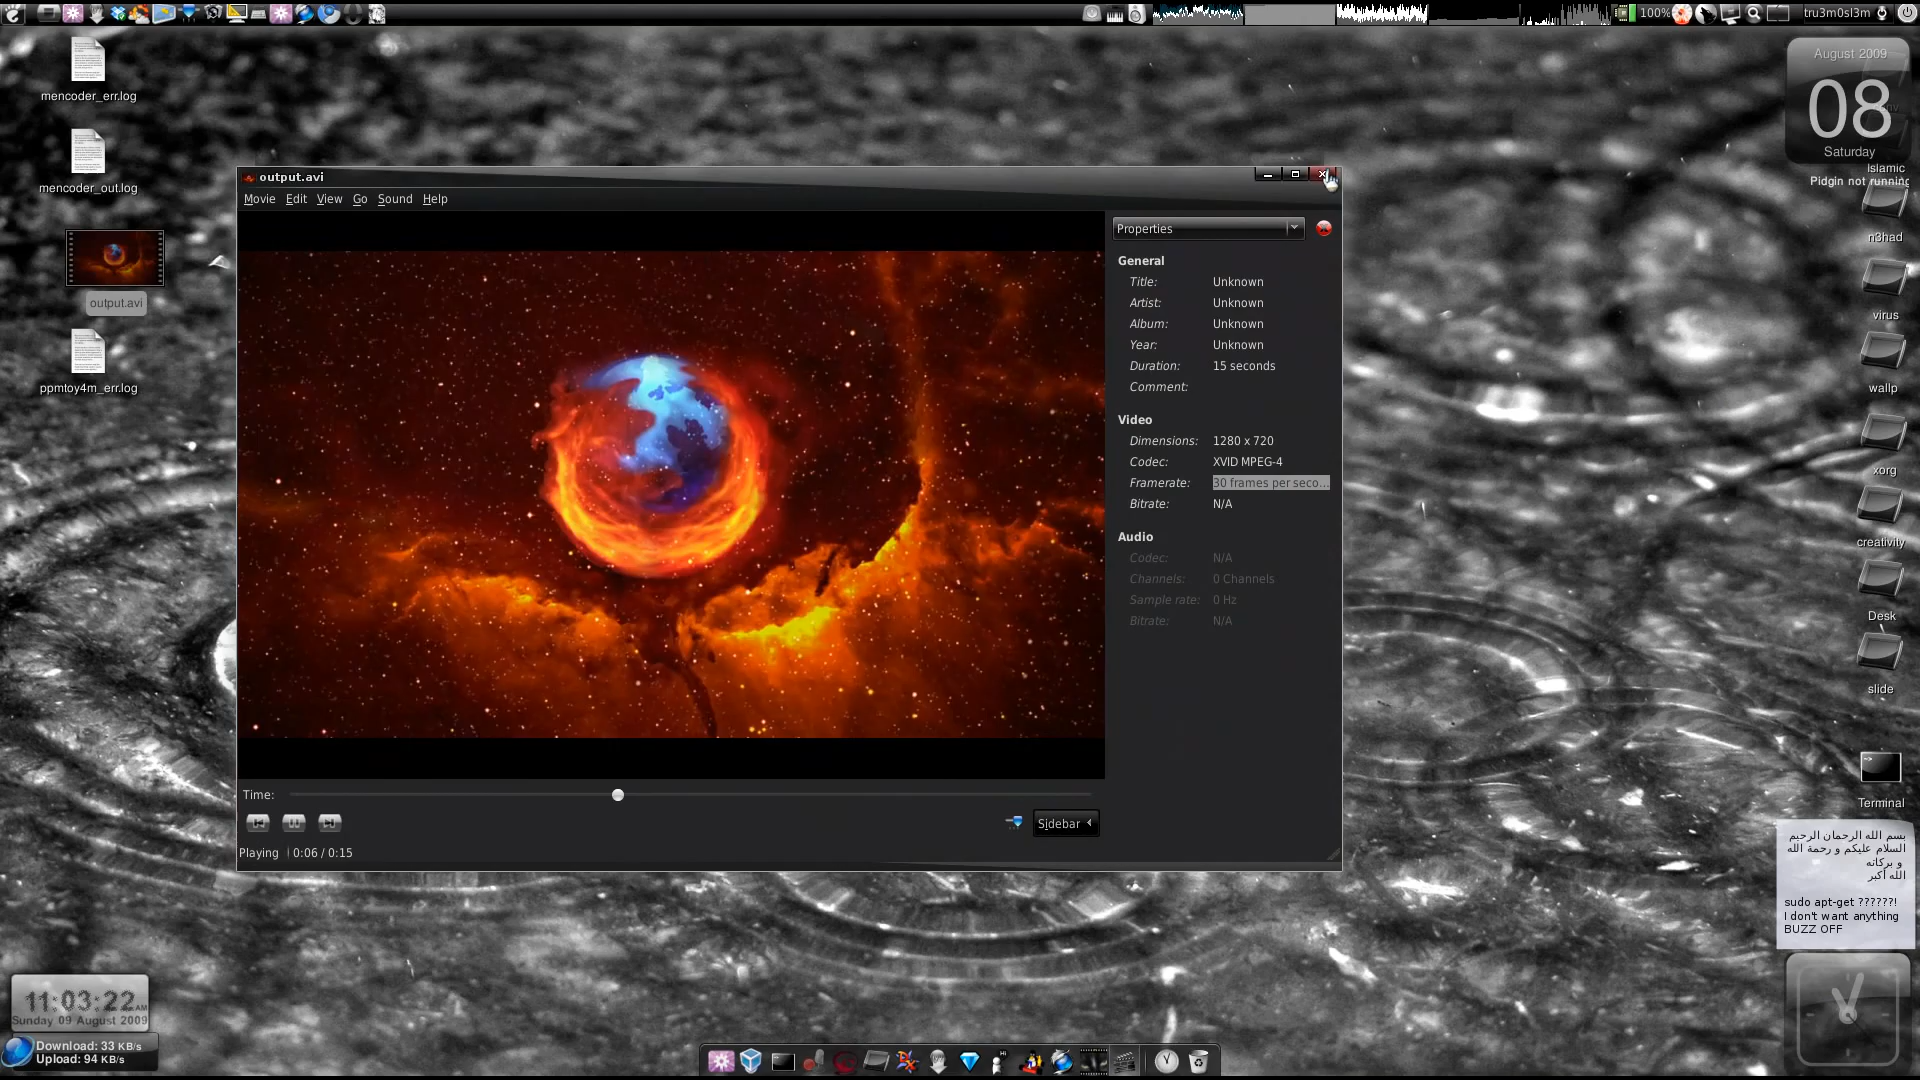 100%
tru3m0sl3m
mencoder_err.log
mencoder_out.log
output.avi
ppmtoy4m_err.log
output.avi
Movie Edit View Go Sound Help
Properties
General
Title: Unknown
Artist: Unknown
Album: Unknown
Year: Unknown
Duration: 15 seconds
Comment:
Video
Dimensions: 1280 x 720
Codec: XVID MPEG-4
Framerate: 30 frames per seco...
Bitrate: N/A
Audio
Codec: N/A
Channels: 0 Channels
Sample rate: 0 Hz
Bitrate: N/A
Time:
Sidebar
Playing 0:06 / 0:15
August 2009
08
Saturday
Islamic
Pidgin not running
n3had
virus
wallp
xorg
creativity
Desk
slide
Terminal
بسم الله الرحمان الرحيم
السلام عليكم و رحمة الله
و بركاته
الله أكبر
sudo apt-get ??????!
I don't want anything
BUZZ OFF
11:03:22 AM
Sunday 09 August 2009
Download: 33 KB/s
Upload: 94 KB/s